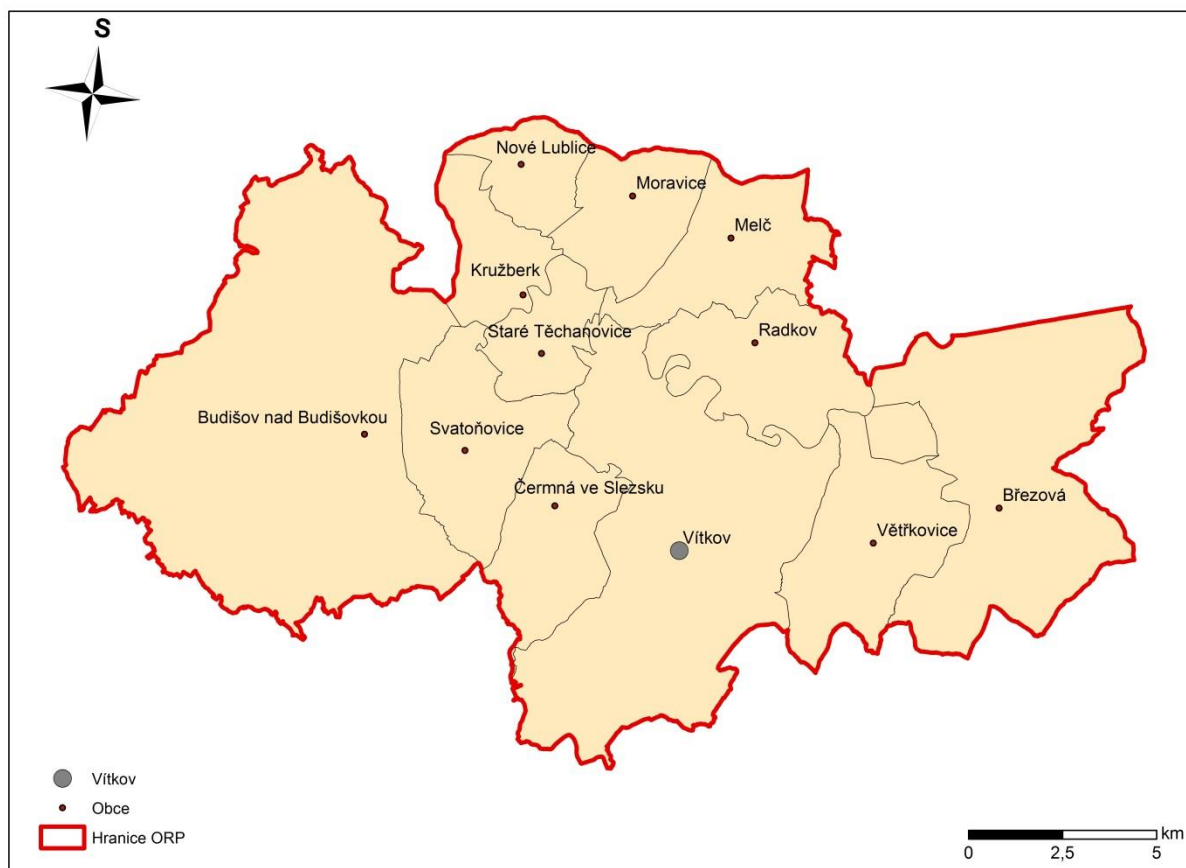 S
Nové Lublice
Moravice
Melč
Kružberk
Staré Těchanovice
Radkov
Budišov nad Budišovkou
Svatoňovice
Čermná ve Slezsku
Březová
Vítkov
Větřkovice
Vítkov
Obce
Hranice ORP
km
0 2,5 5